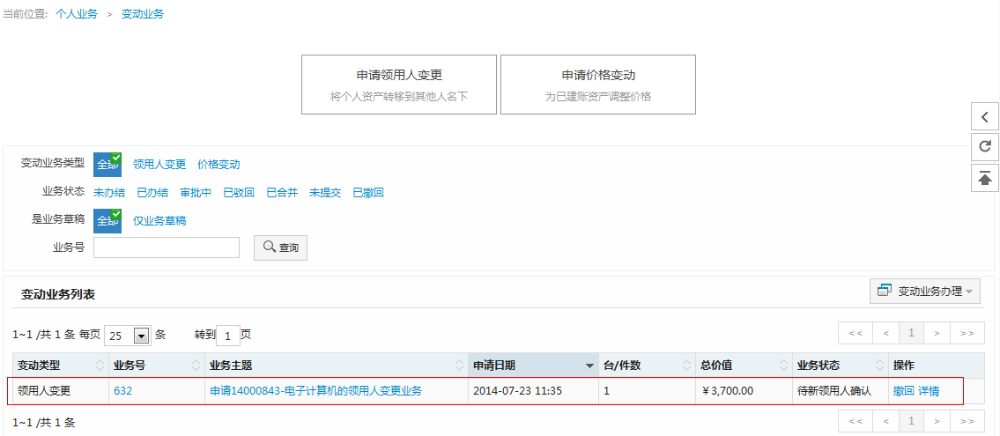 当前位置: 个人业务 > 变动业务
申请领用人变更 申请价格变动
将个人资产转移到其他人名下 为已建账资产调整价格
变动业务类型 全部 领用人变更 价格变动
业务状态 未办结 已办结 审批中 已驳回 已合并 未提交 已撤回
是业务草稿 全部 仅业务草稿
业务号 查询
变动业务列表 变动业务办理
1~1 /共 1 条 每页 25 条 转到 1 页 << < 1 > >>
变动类型 业务号 业务主题 申请日期 台/件数 总价值 业务状态 操作
领用人变更 632 申请14000843-电子计算机的领用人变更业务 2014-07-23 11:35 1 ¥3,700.00 待新领用人确认 撤回 详情
1~1 /共 1 条 << < 1 > >>